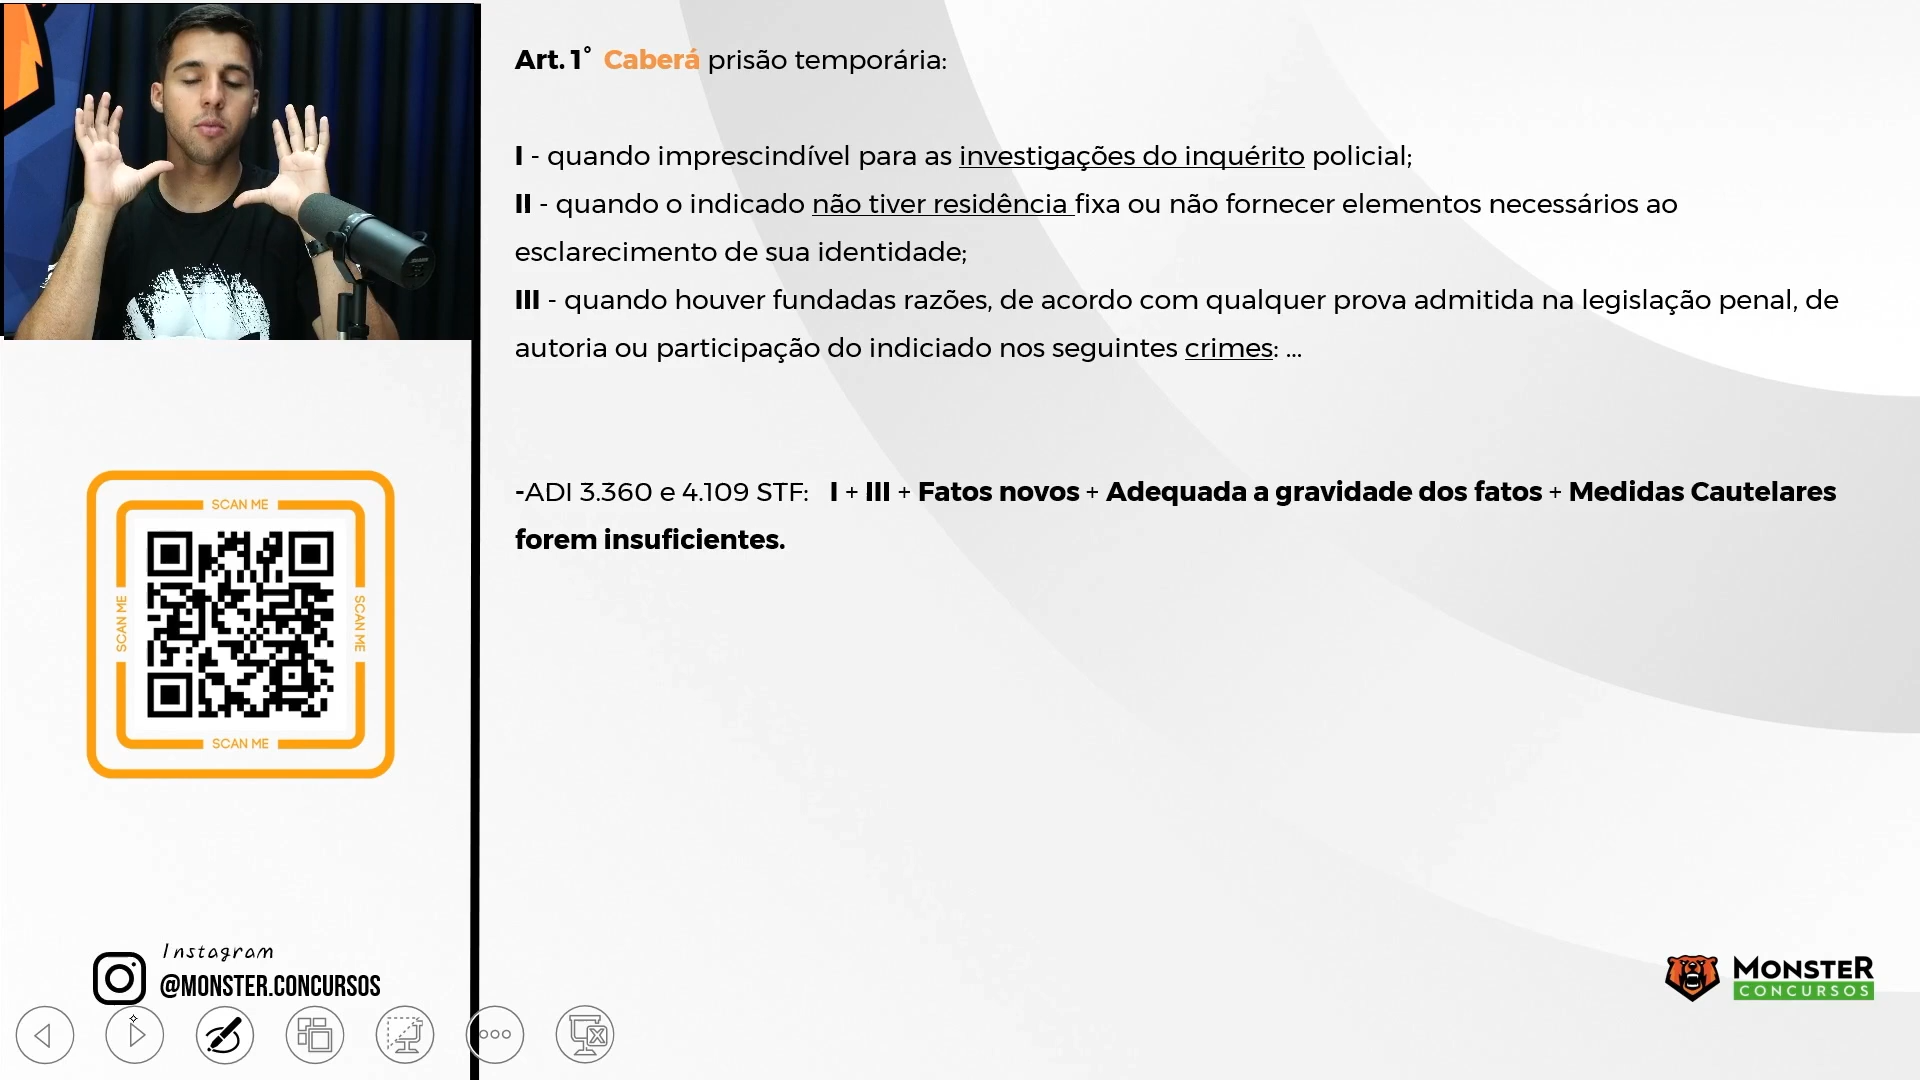 Art. 1° Caberá prisão temporária:
I - quando imprescindível para as investigações do inquérito policial;
II - quando o indicado não tiver residência fixa ou não fornecer elementos necessários ao
esclarecimento de sua identidade;
III - quando houver fundadas razões, de acordo com qualquer prova admitida na legislação penal, de
autoria ou participação do indiciado nos seguintes crimes: ...
-ADI 3.360 e 4.109 STF: I + III + Fatos novos + Adequada a gravidade dos fatos + Medidas Cautelares
forem insuficientes.
SCAN ME
SCAN ME
SCAN ME
SCAN ME
Instagram
@MONSTER.CONCURSOS
MONSTER
CONCURSOS